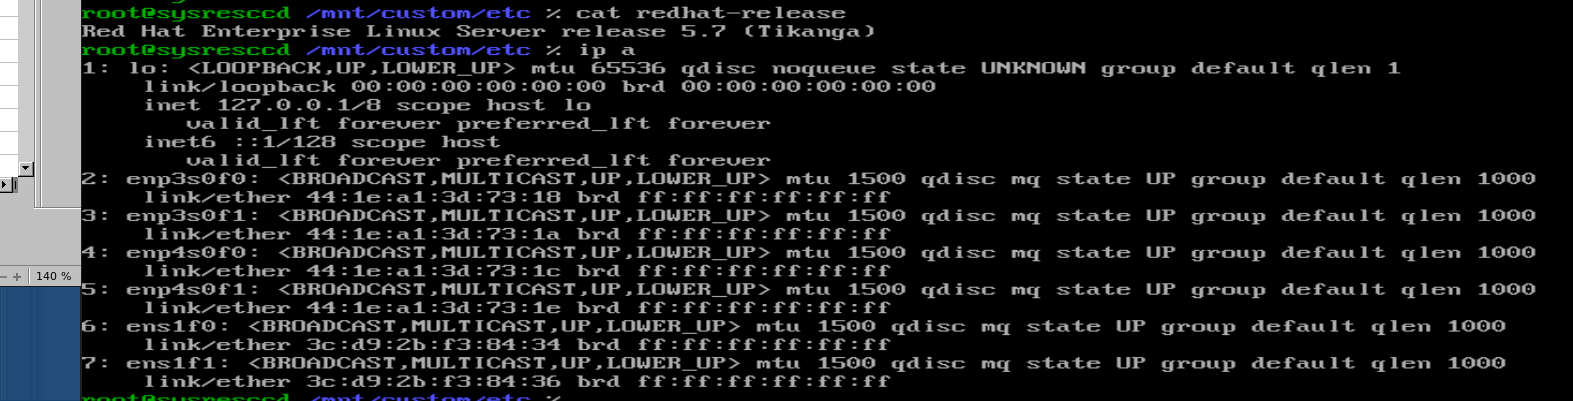 root@sysresccd /mnt/custom/etc % cat redhat-release
Red Hat Enterprise Linux Server release 5.7 (Tikanga)
root@sysresccd /mnt/custom/etc % ip a
1: lo: <LOOPBACK,UP,LOWER_UP> mtu 65536 qdisc noqueue state UNKNOWN group default qlen 1
link/loopback 00:00:00:00:00:00 brd 00:00:00:00:00:00
inet 127.0.0.1/8 scope host lo
valid_lft forever preferred_lft forever
inet6 ::1/128 scope host
valid_lft forever preferred_lft forever
2: enp3s0f0: <BROADCAST,MULTICAST,UP,LOWER_UP> mtu 1500 qdisc mq state UP group default qlen 1000
link/ether 44:1e:a1:3d:73:18 brd ff:ff:ff:ff:ff:ff
3: enp3s0f1: <BROADCAST,MULTICAST,UP,LOWER_UP> mtu 1500 qdisc mq state UP group default qlen 1000
link/ether 44:1e:a1:3d:73:1a brd ff:ff:ff:ff:ff:ff
4: enp4s0f0: <BROADCAST,MULTICAST,UP,LOWER_UP> mtu 1500 qdisc mq state UP group default qlen 1000
link/ether 44:1e:a1:3d:73:1c brd ff:ff:ff:ff:ff:ff
5: enp4s0f1: <BROADCAST,MULTICAST,UP,LOWER_UP> mtu 1500 qdisc mq state UP group default qlen 1000
link/ether 44:1e:a1:3d:73:1e brd ff:ff:ff:ff:ff:ff
6: ens1f0: <BROADCAST,MULTICAST,UP,LOWER_UP> mtu 1500 qdisc mq state UP group default qlen 1000
link/ether 3c:d9:2b:f3:84:34 brd ff:ff:ff:ff:ff:ff
7: ens1f1: <BROADCAST,MULTICAST,UP,LOWER_UP> mtu 1500 qdisc mq state UP group default qlen 1000
link/ether 3c:d9:2b:f3:84:36 brd ff:ff:ff:ff:ff:ff
root@sysresccd /mnt/custom/etc %
140 %